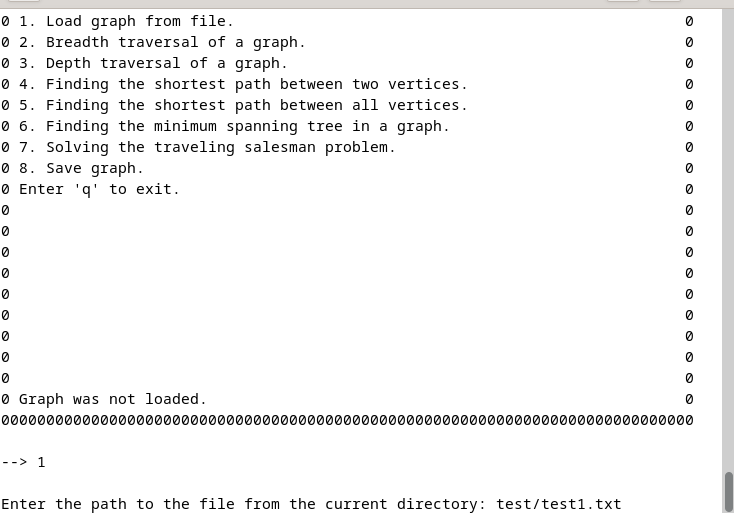 0 1. Load graph from file. 0
0 2. Breadth traversal of a graph. 0
0 3. Depth traversal of a graph. 0
0 4. Finding the shortest path between two vertices. 0
0 5. Finding the shortest path between all vertices. 0
0 6. Finding the minimum spanning tree in a graph. 0
0 7. Solving the traveling salesman problem. 0
0 8. Save graph. 0
0 Enter 'q' to exit. 0
0 0
0 0
0 0
0 0
0 0
0 0
0 0
0 0
0 0
0 Graph was not loaded. 0
00000000000000000000000000000000000000000000000000000000000000000000000000000
--> 1
Enter the path to the file from the current directory: test/test1.txt